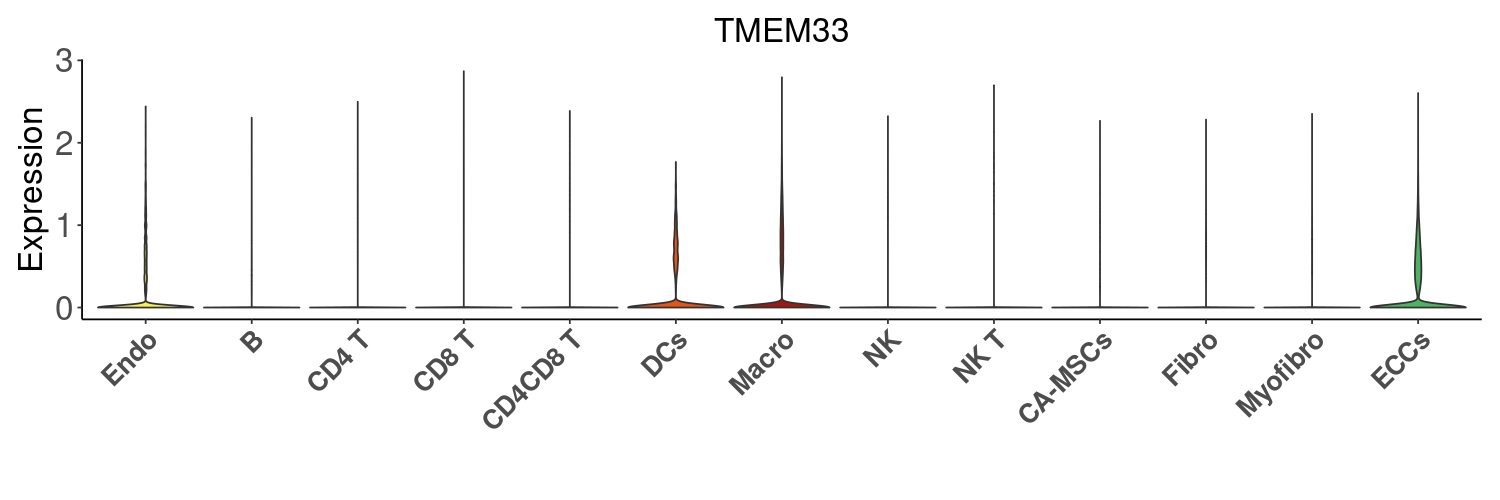 TMEM33
Expression
3
2
1
0
Endo
B
CD4 T
CD8 T
CD4CD8 T
DCs
Macro
NK
NK T
CA-MSCs
Fibro
Myofibro
ECCs